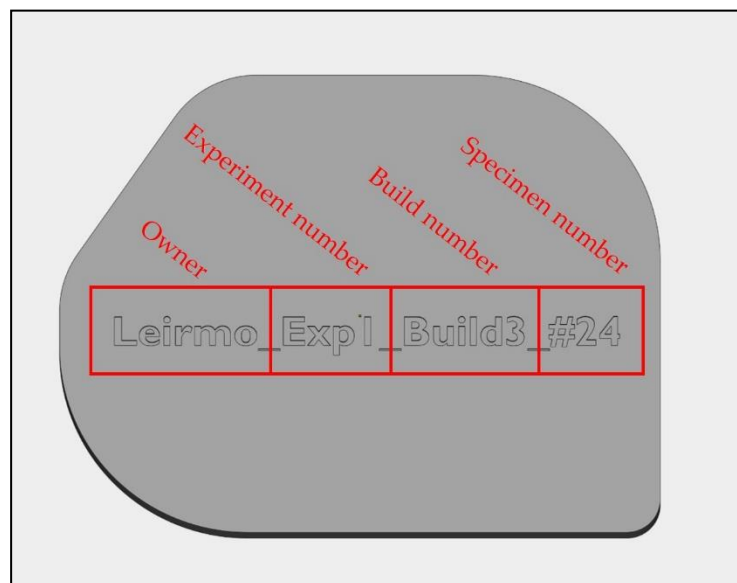 Owner
Experiment number
Build number
Specimen number
Leirmo_Exp1_Build3_#24